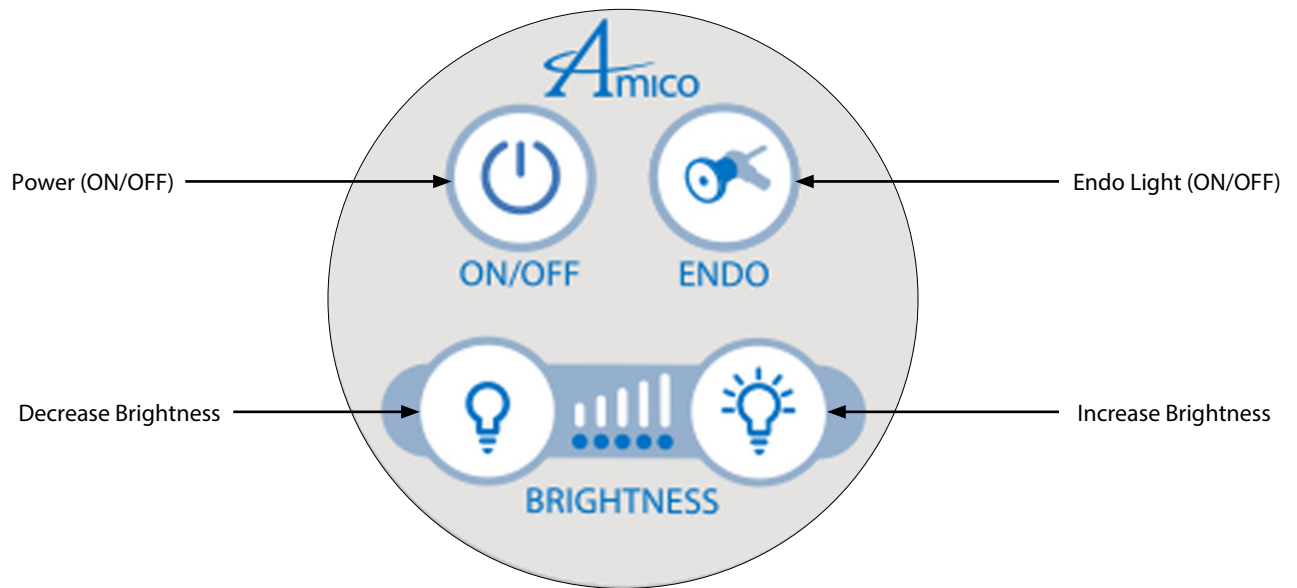 Amico
Power (ON/OFF)
Endo Light (ON/OFF)
ON/OFF
ENDO
Decrease Brightness
Increase Brightness
BRIGHTNESS